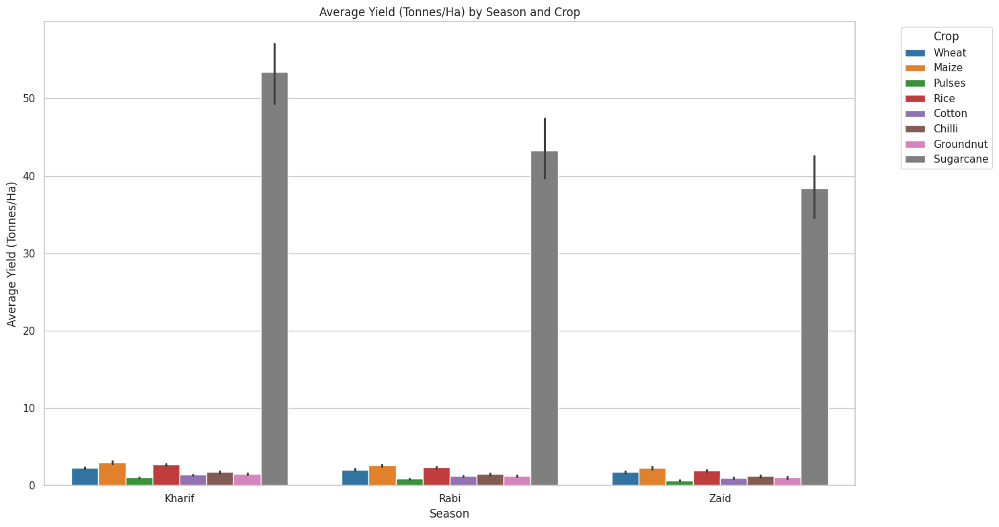 Average Yield (Tonnes/Ha) by Season and Crop
Average Yield (Tonnes/Ha)
50
40
30
20
10
0
Kharif
Rabi
Zaid
Season
Crop
Wheat
Maize
Pulses
Rice
Cotton
Chilli
Groundnut
Sugarcane